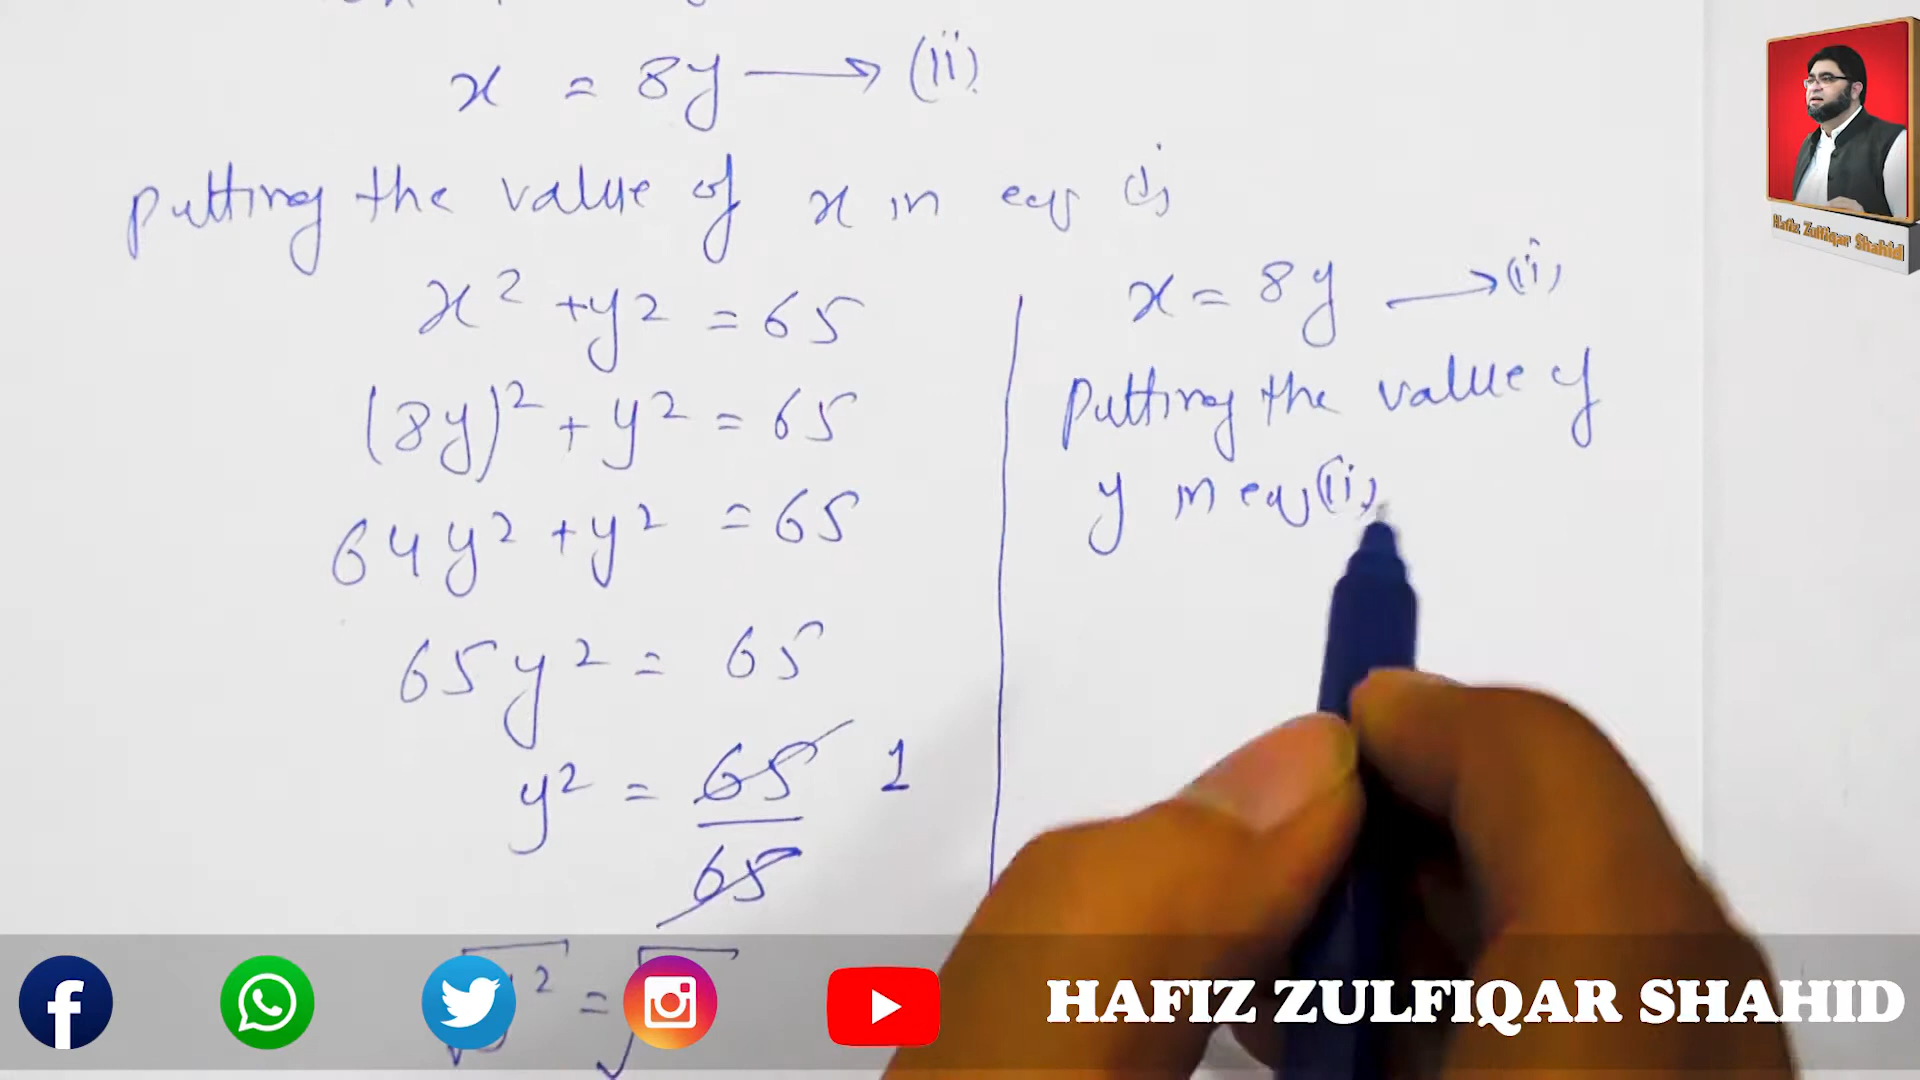 x = 8y ⟶ (ii)
putting the value of x in eq (i)
x² + y² = 65
(8y)² + y² = 65
64y² + y² = 65
65y² = 65
y² = 65/65 1
x = 8y ⟶ (ii)
Putting the value of
y in eq (ii)
Hafiz Zulfiqar Shahid
HAFIZ ZULFIQAR SHAHID